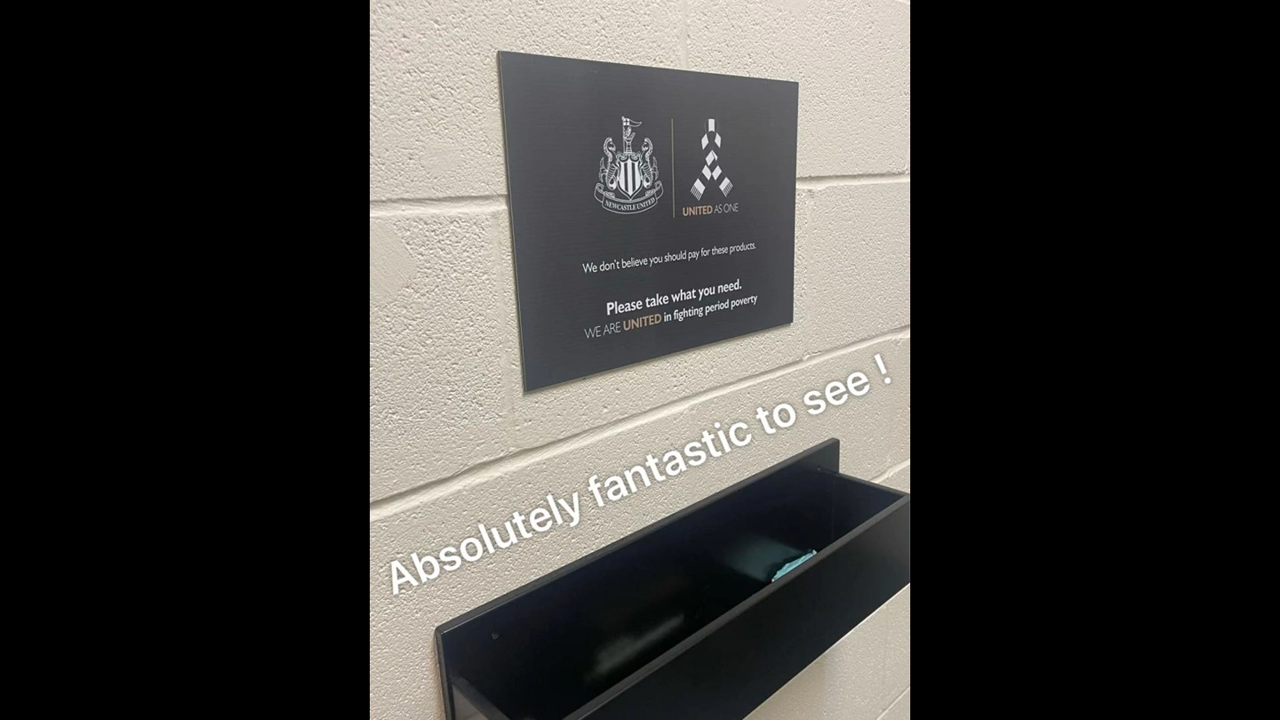 NEWCASTLE UNITED
UNITED AS ONE
We don't believe you should pay for these products.
Please take what you need.
WE ARE UNITED in fighting period poverty
Absolutely fantastic to see !